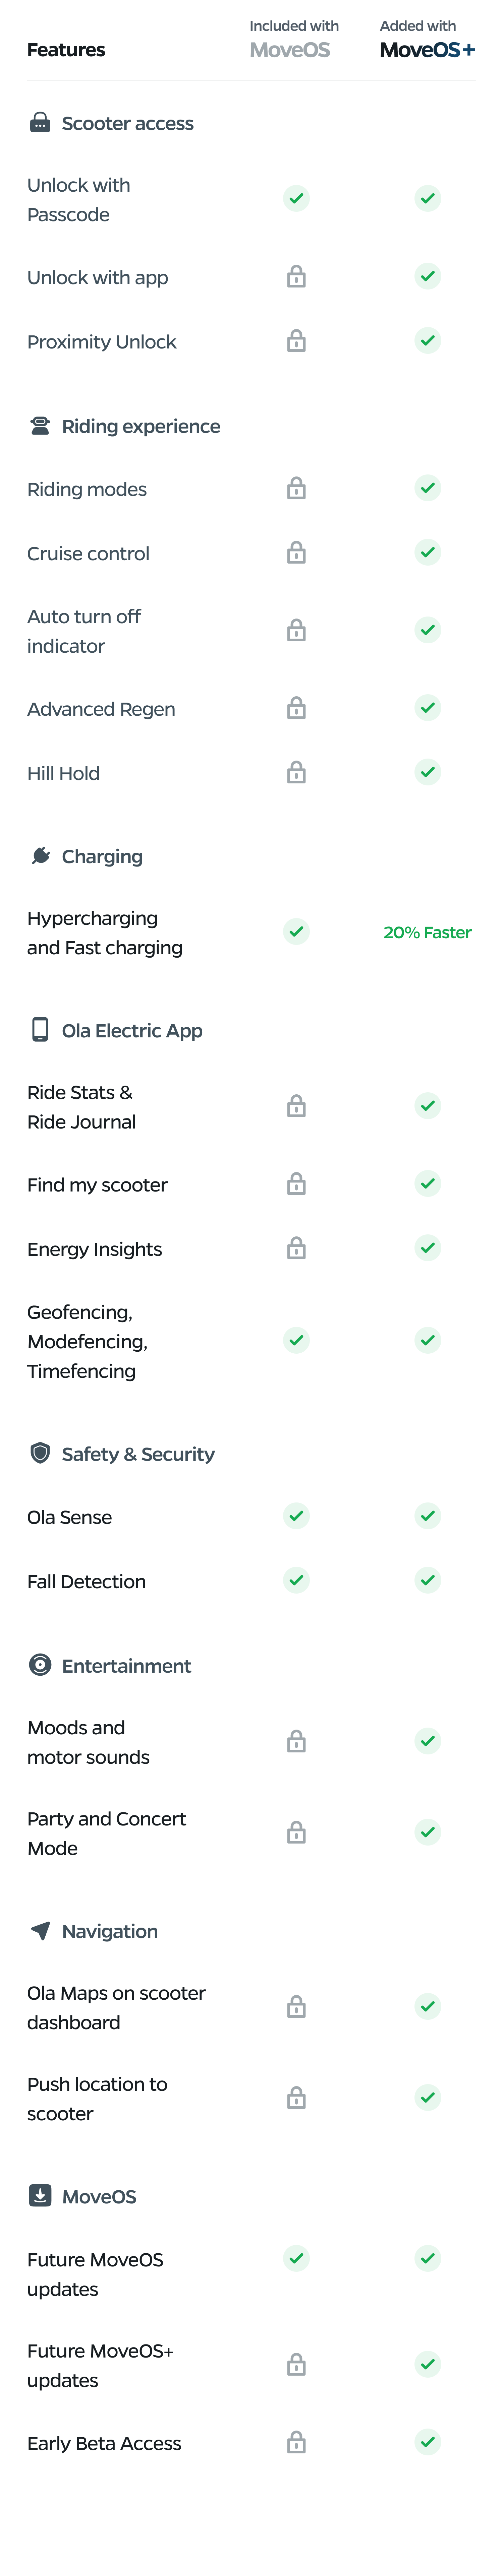 Included with Added with
Features MoveOS MoveOS+
Scooter access
Unlock with
Passcode
Unlock with app
Proximity Unlock
Riding experience
Riding modes
Cruise control
Auto turn off
indicator
Advanced Regen
Hill Hold
Charging
Hypercharging
and Fast charging
20% Faster
Ola Electric App
Ride Stats &
Ride Journal
Find my scooter
Energy Insights
Geofencing,
Modefencing,
Timefencing
Safety & Security
Ola Sense
Fall Detection
Entertainment
Moods and
motor sounds
Party and Concert
Mode
Navigation
Ola Maps on scooter
dashboard
Push location to
scooter
MoveOS
Future MoveOS
updates
Future MoveOS+
updates
Early Beta Access